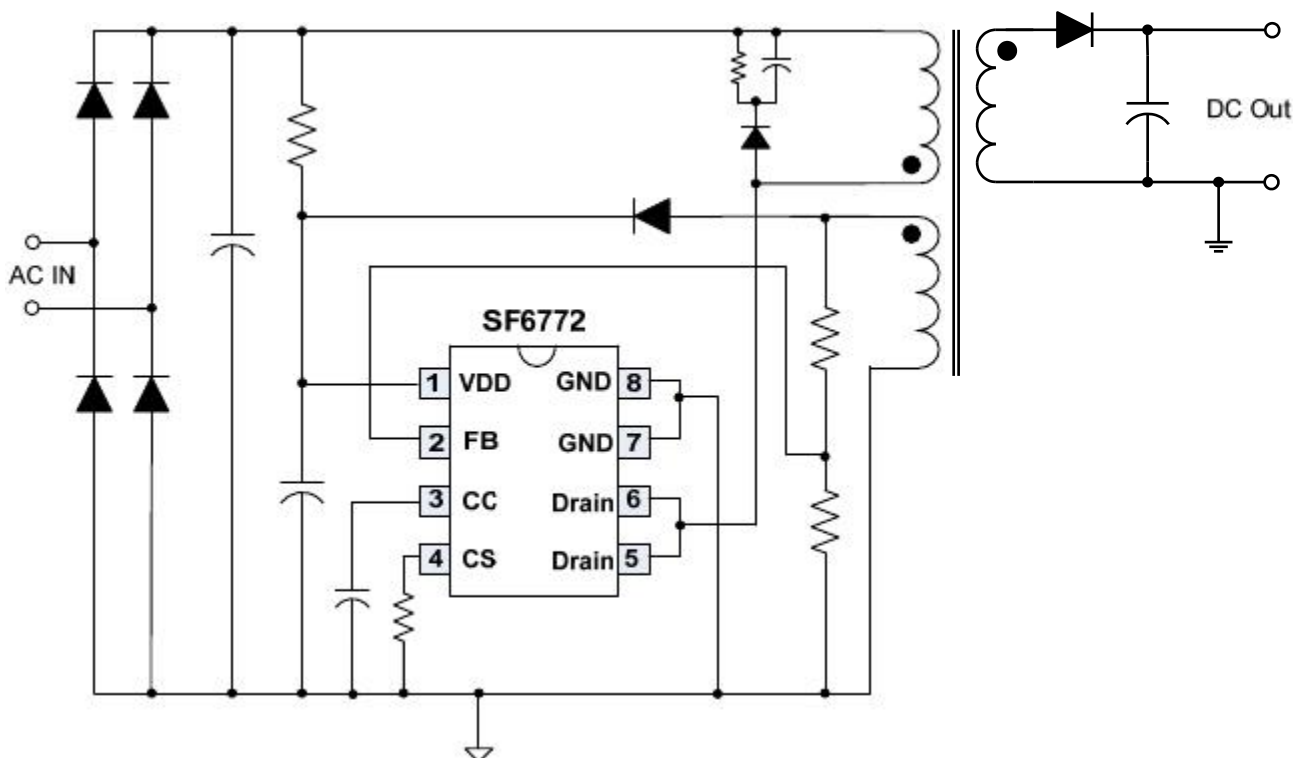 DC Out
AC IN
SF6772
1 VDD GND 8
2 FB GND 7
3 CC Drain 6
4 CS Drain 5